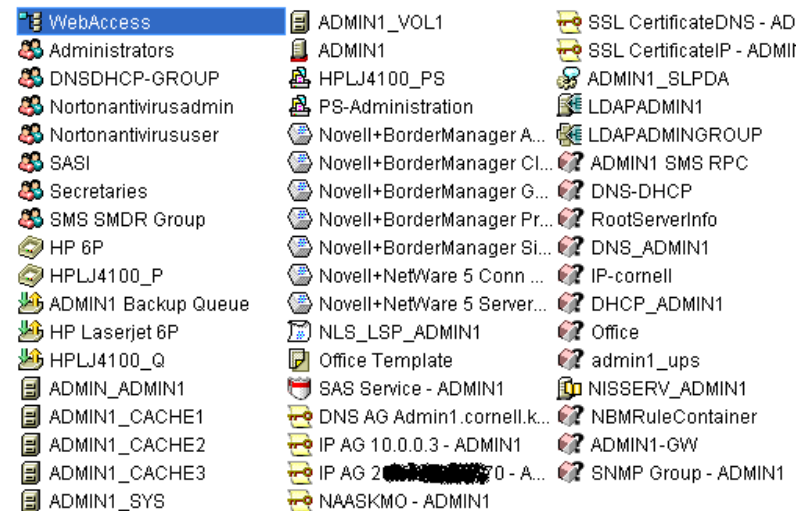 WebAccess
Administrators
DNSDHCP-GROUP
Nortonantivirusadmin
Nortonantivirususer
SASI
Secretaries
SMS SMDR Group
HP 6P
HPLJ4100_P
ADMIN1 Backup Queue
HP Laserjet 6P
HPLJ4100_Q
ADMIN_ADMIN1
ADMIN1_CACHE1
ADMIN1_CACHE2
ADMIN1_CACHE3
ADMIN1_SYS
ADMIN1_VOL1
ADMIN1
HPLJ4100_PS
PS-Administration
Novell+BorderManager A...
Novell+BorderManager Cl...
Novell+BorderManager G...
Novell+BorderManager Pr...
Novell+BorderManager Si...
Novell+NetWare 5 Conn ...
Novell+NetWare 5 Server...
NLS_LSP_ADMIN1
Office Template
SAS Service - ADMIN1
DNS AG Admin1.cornell.k...
IP AG 10.0.0.3 - ADMIN1
IP AG 2 70 - A...
NAASKMO - ADMIN1
SSL CertificateDNS - AD
SSL CertificateIP - ADMIN
ADMIN1_SLPDA
LDAPADMIN1
LDAPADMINGROUP
ADMIN1 SMS RPC
DNS-DHCP
RootServerInfo
DNS_ADMIN1
IP-cornell
DHCP_ADMIN1
Office
admin1_ups
NISSERV_ADMIN1
NBMRuleContainer
ADMIN1-GW
SNMP Group - ADMIN1